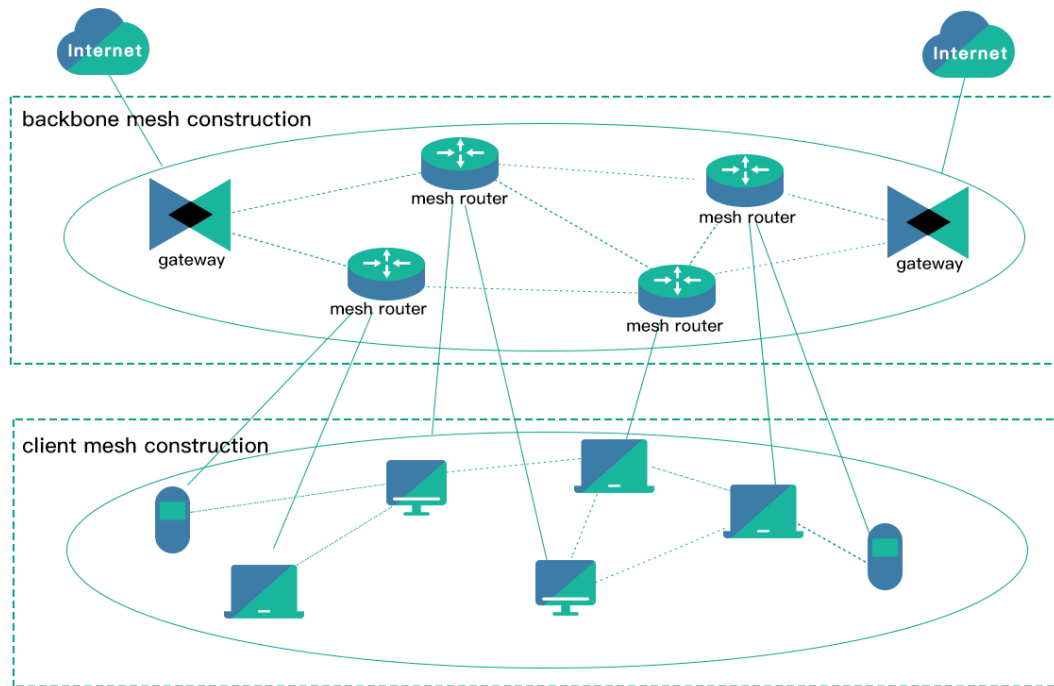 Internet
Internet
backbone mesh construction
mesh router
mesh router
gateway
gateway
mesh router
mesh router
client mesh construction